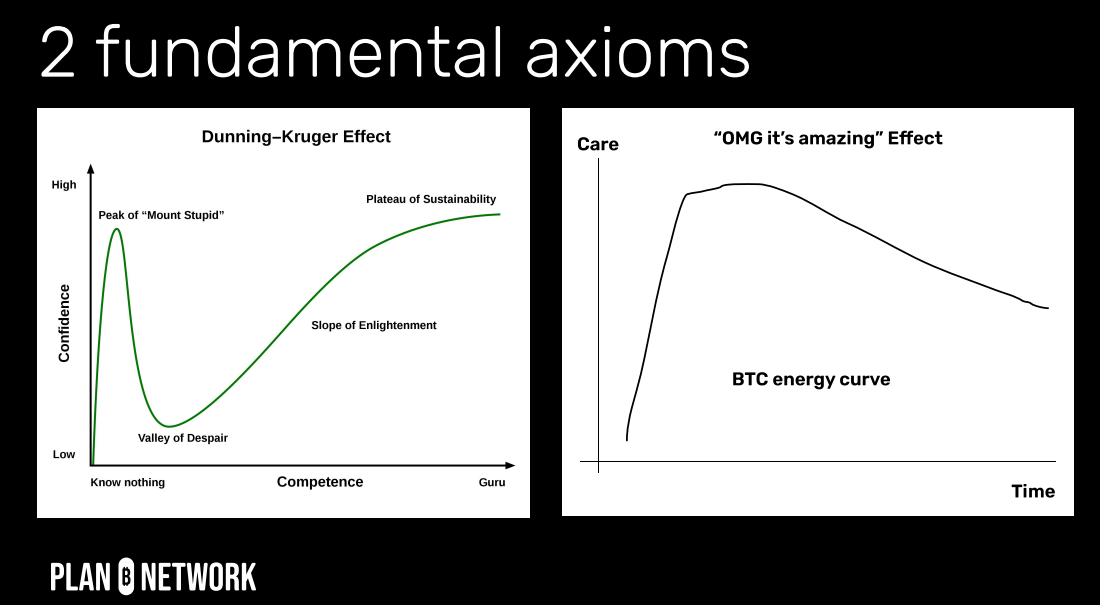 2 fundamental axioms
Dunning–Kruger Effect
High
Peak of “Mount Stupid”
Plateau of Sustainability
Confidence
Slope of Enlightenment
Valley of Despair
Low
Know nothing
Competence
Guru
“OMG it’s amazing” Effect
Care
BTC energy curve
Time
PLAN B NETWORK